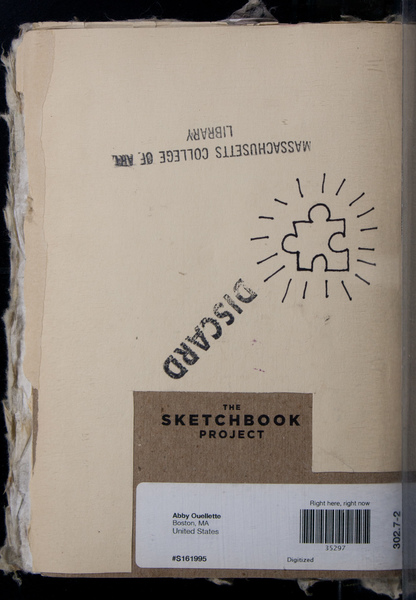 MASSACHUSETTS COLLEGE OF ART
LIBRARY
DISCARD
THE
SKETCHBOOK
PROJECT
Right here, right now
Abby Ouellette
Boston, MA
United States
35297
302.7-2
#S161995
Digitized